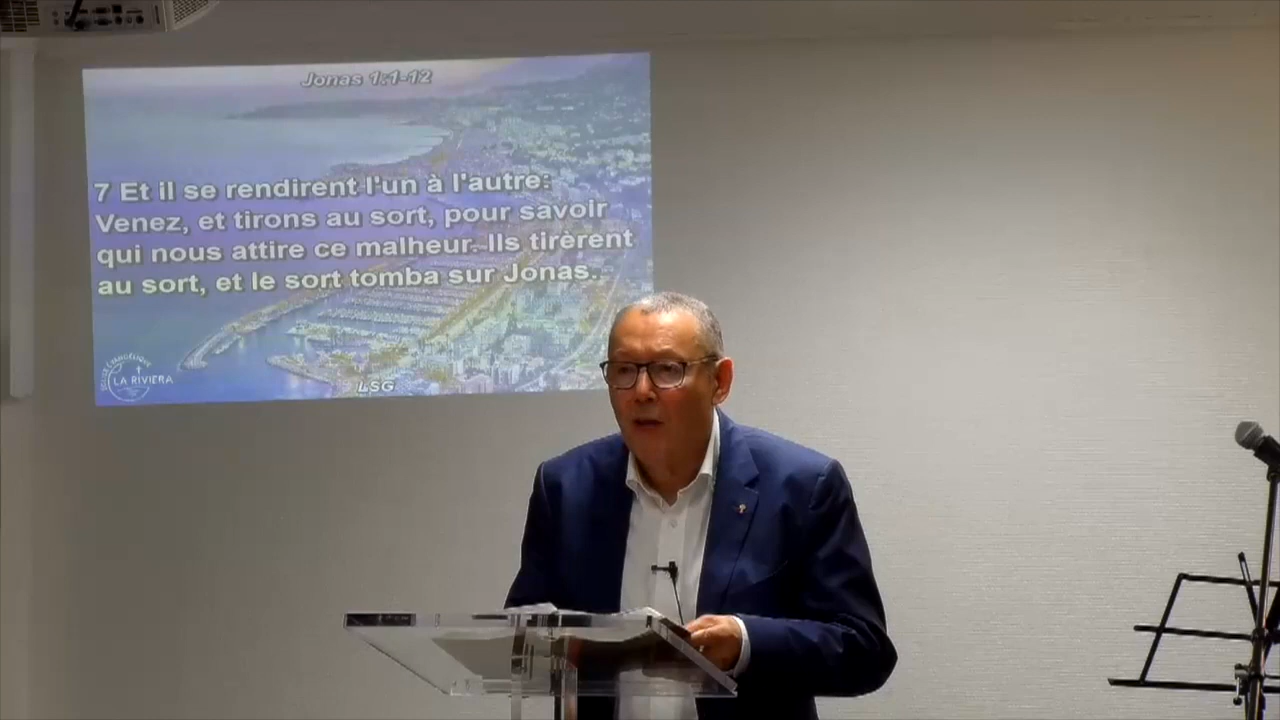 Jonas 1:1-12
7 Et il se rendirent l'un à l'autre:
Venez, et tirons au sort, pour savoir
qui nous attire ce malheur. Ils tirèrent
au sort, et le sort tomba sur Jonas.
ÉVANGÉLIQUE
LA RIVIERA
LSG